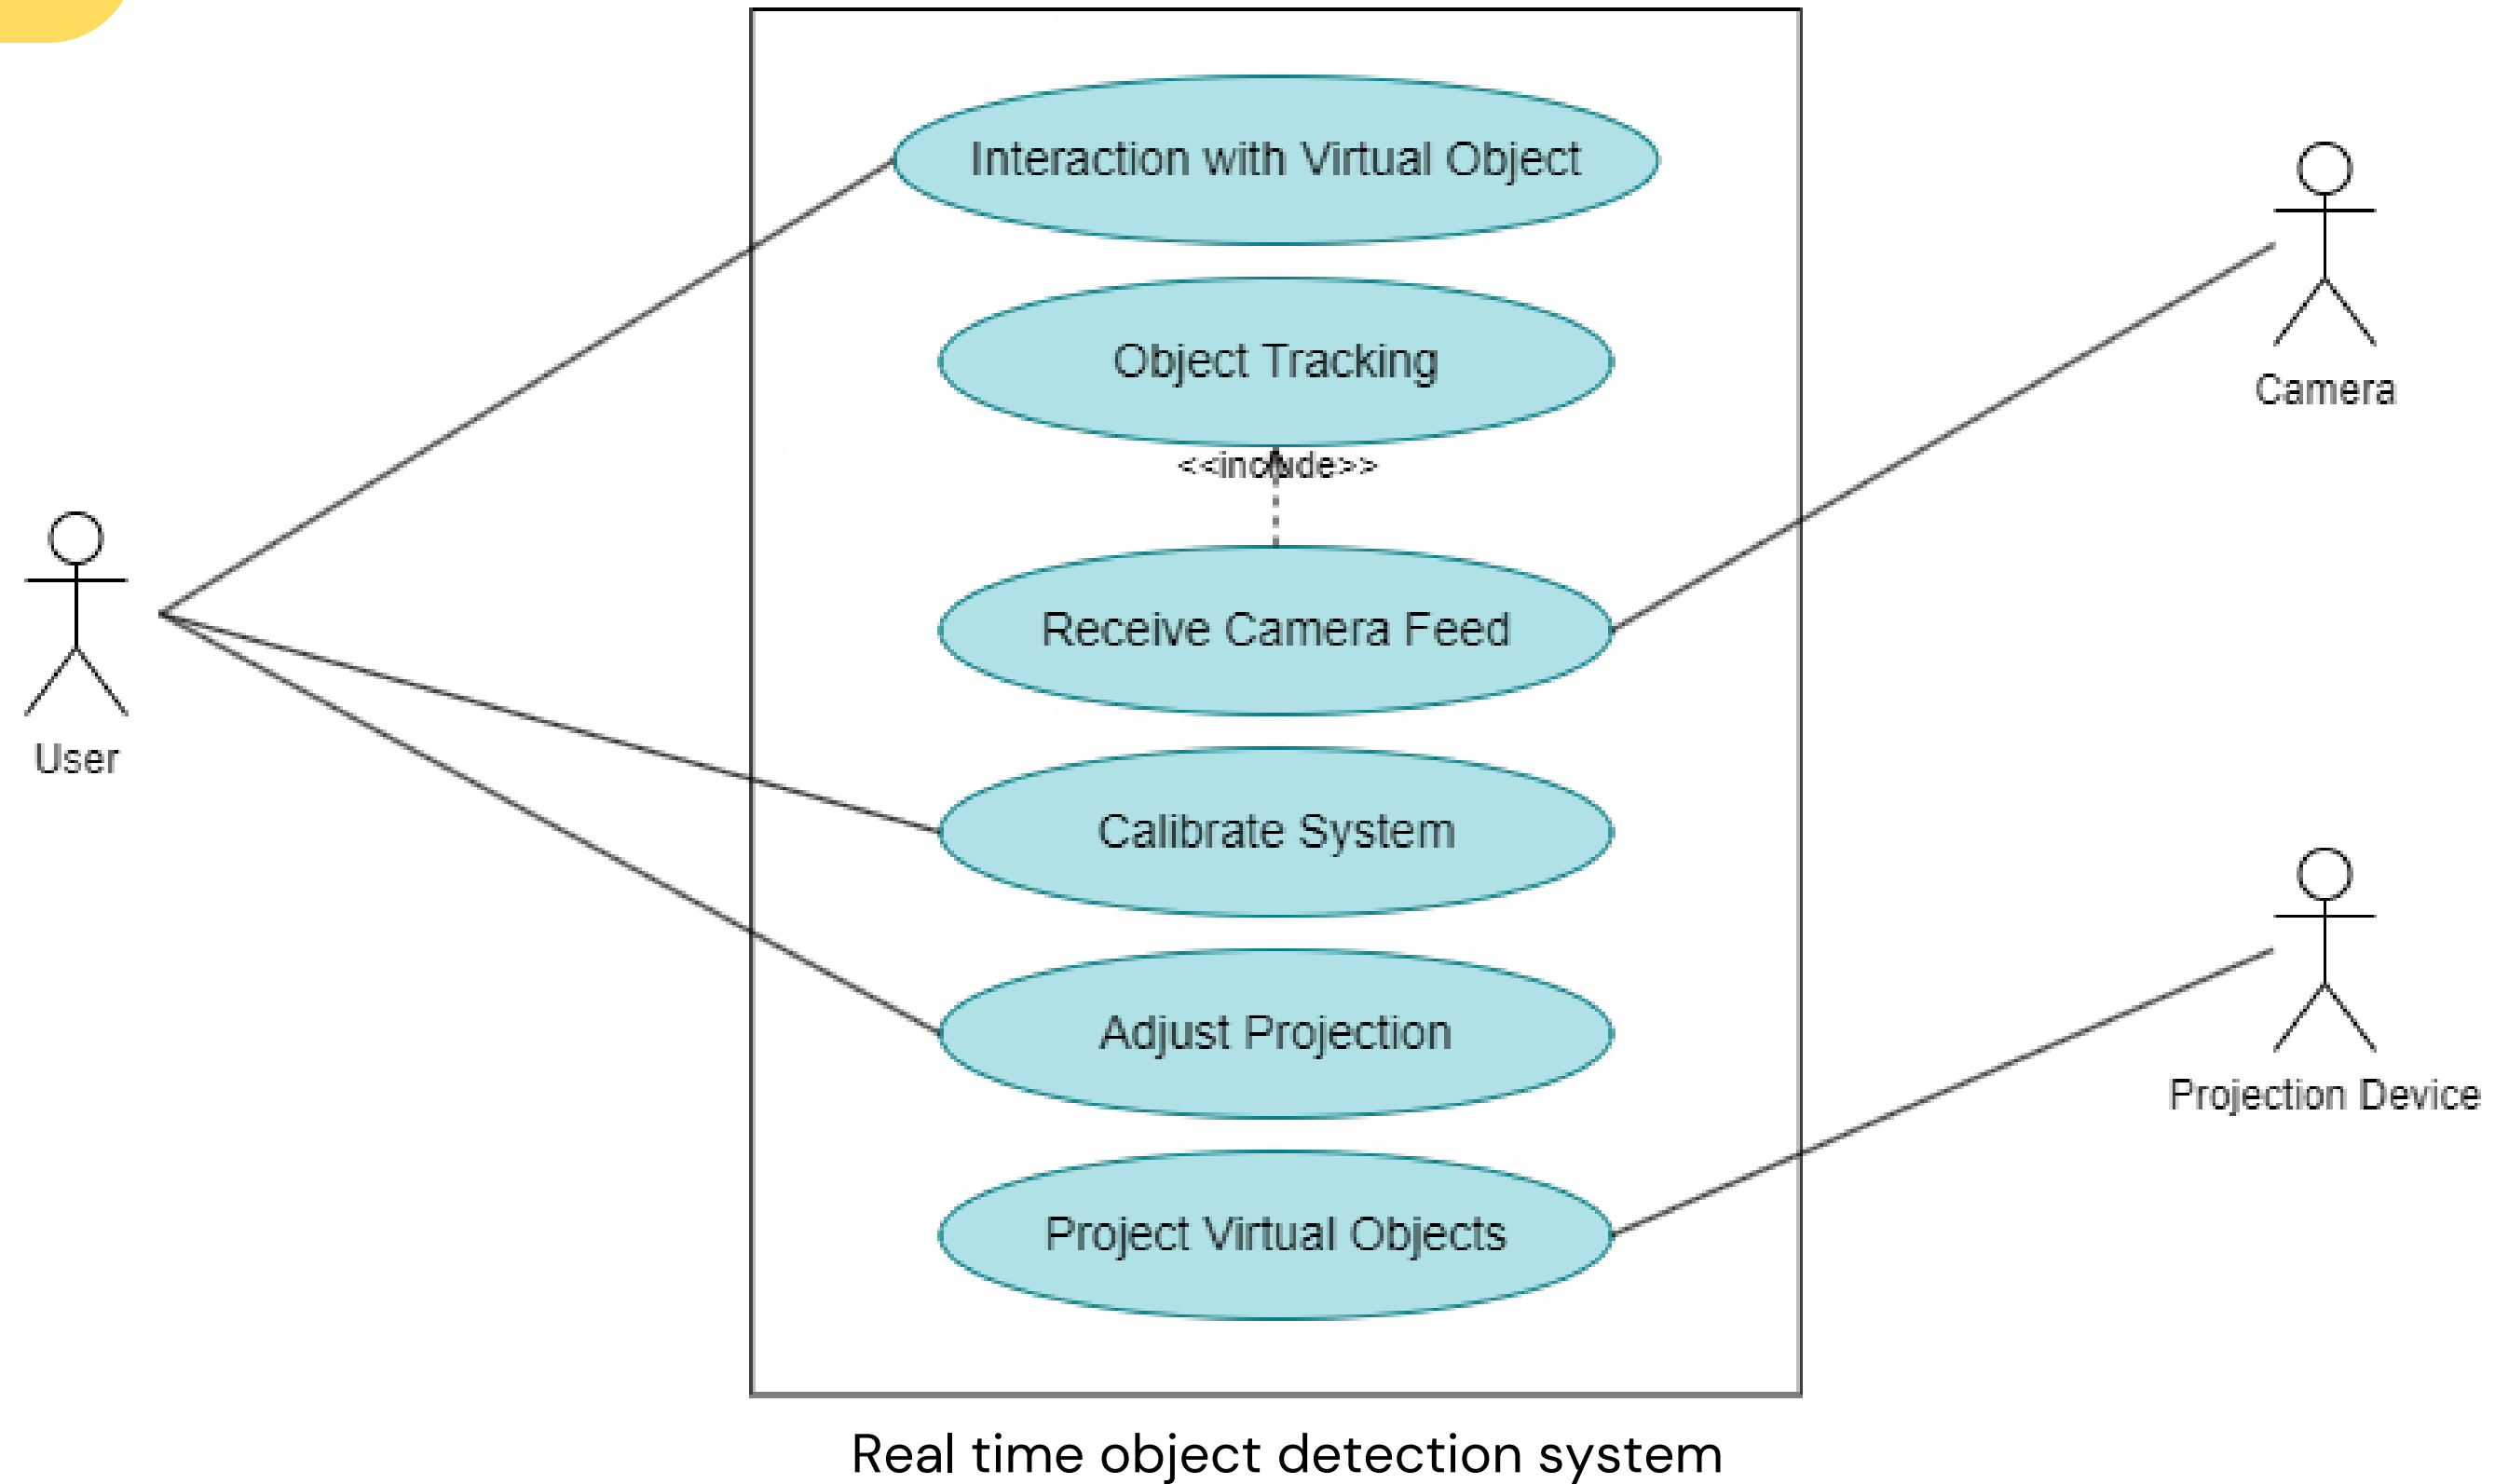 Interaction with Virtual Object
Object Tracking
<<include>>
Receive Camera Feed
Calibrate System
Adjust Projection
Project Virtual Objects
User
Camera
Projection Device
Real time object detection system